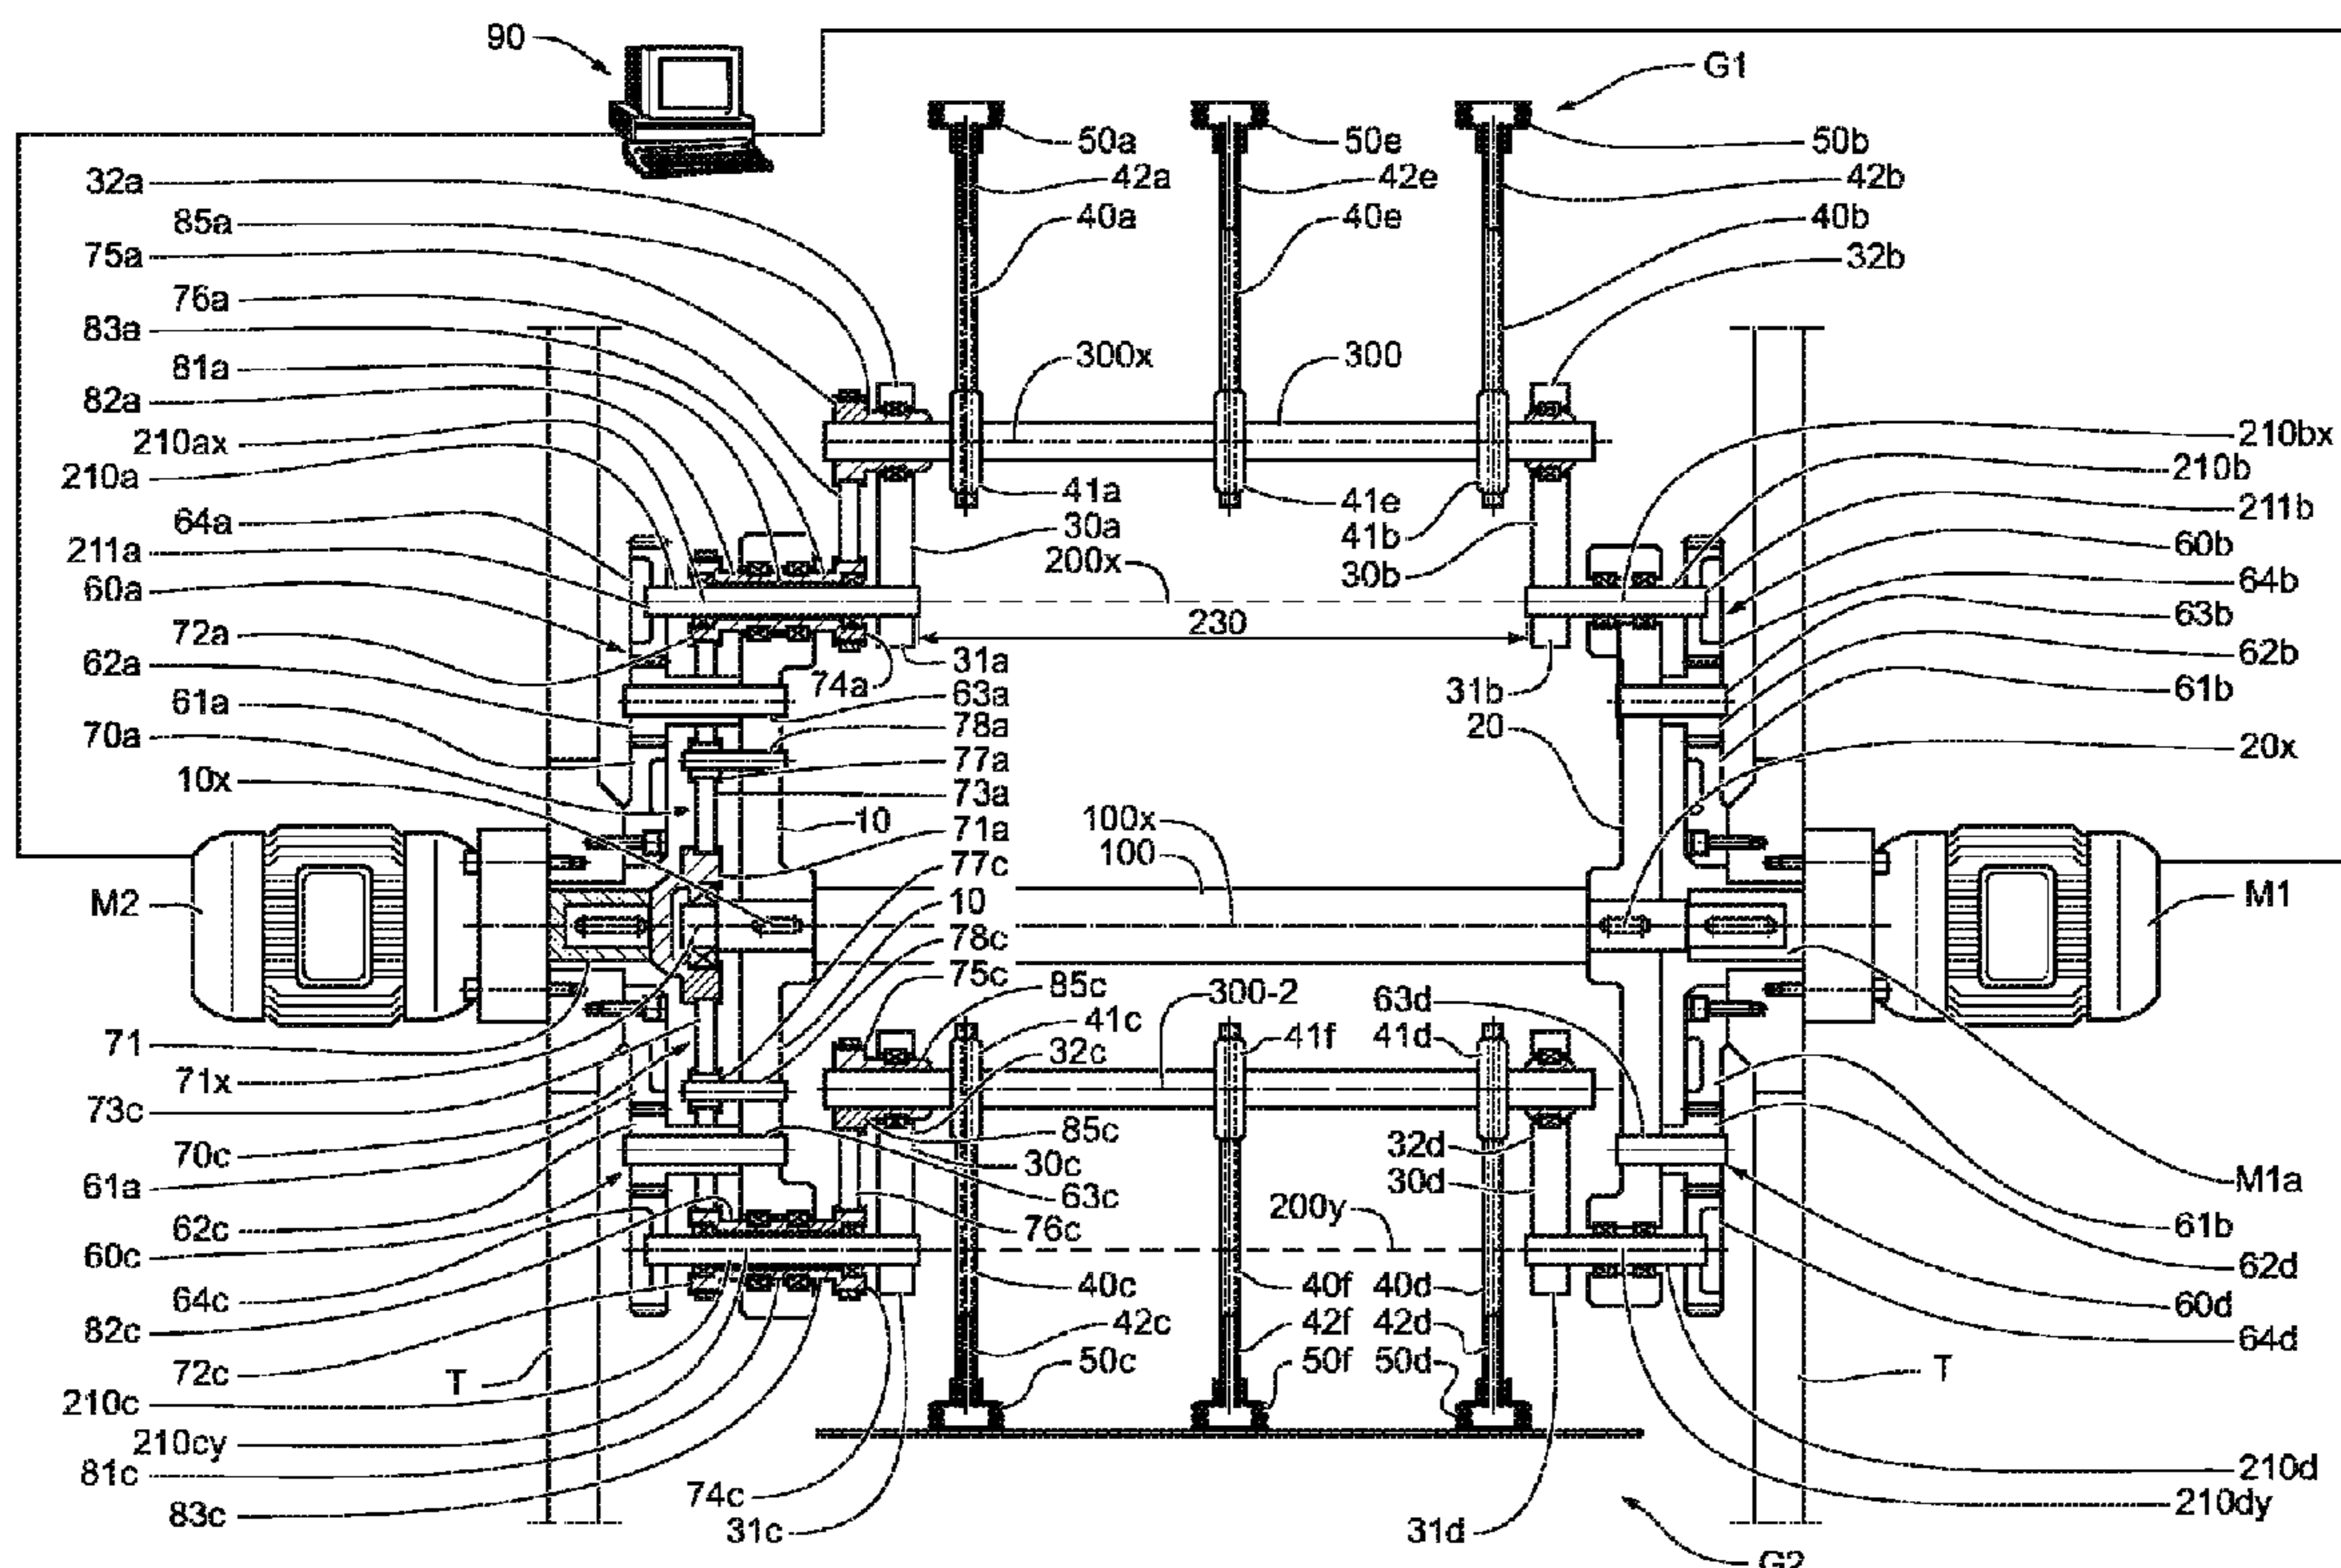 90
G1
50a
50e
50b
32a
42a
42e
42b
85a
40a
40e
40b
75a
32b
76a
83a
300x
300
81a
82a
210ax
210bx
210a
210b
41a
41e
211b
64a
30a
41b
211a
200x
30b
60b
60a
64b
72a
230
63b
31a
62b
62a
74a
63a
31b
61b
61a
78a
20
70a
77a
20x
10x
73a
10
71a
100x
100
77c
M2
10
M1
78c
75c
85c
300-2
63d
71
41c
41f
41d
71x
32c
73c
85c
32d
70c
30c
30d
M1a
61a
63c
62c
76c
200y
61b
60c
62d
64c
40c
40f
40d
60d
82c
42c
42f
42d
64d
72c
T
50c
50f
50d
T
210c
210cy
81c
74c
210d
83c
31c
31d
210dy
G2